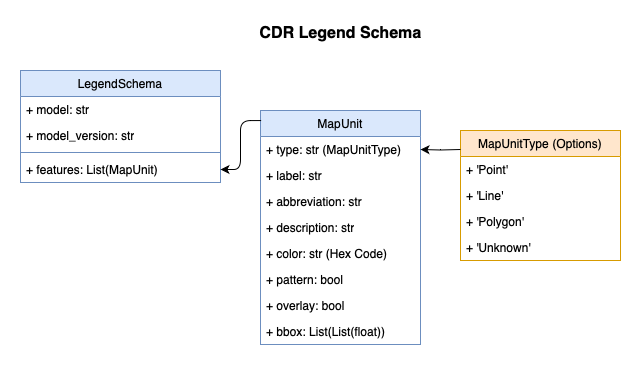 CDR Legend Schema
LegendSchema
+ model: str
+ model_version: str
+ features: List(MapUnit)
MapUnit
+ type: str (MapUnitType)
+ label: str
+ abbreviation: str
+ description: str
+ color: str (Hex Code)
+ pattern: bool
+ overlay: bool
+ bbox: List(List(float))
MapUnitType (Options)
+ 'Point'
+ 'Line'
+ 'Polygon'
+ 'Unknown'